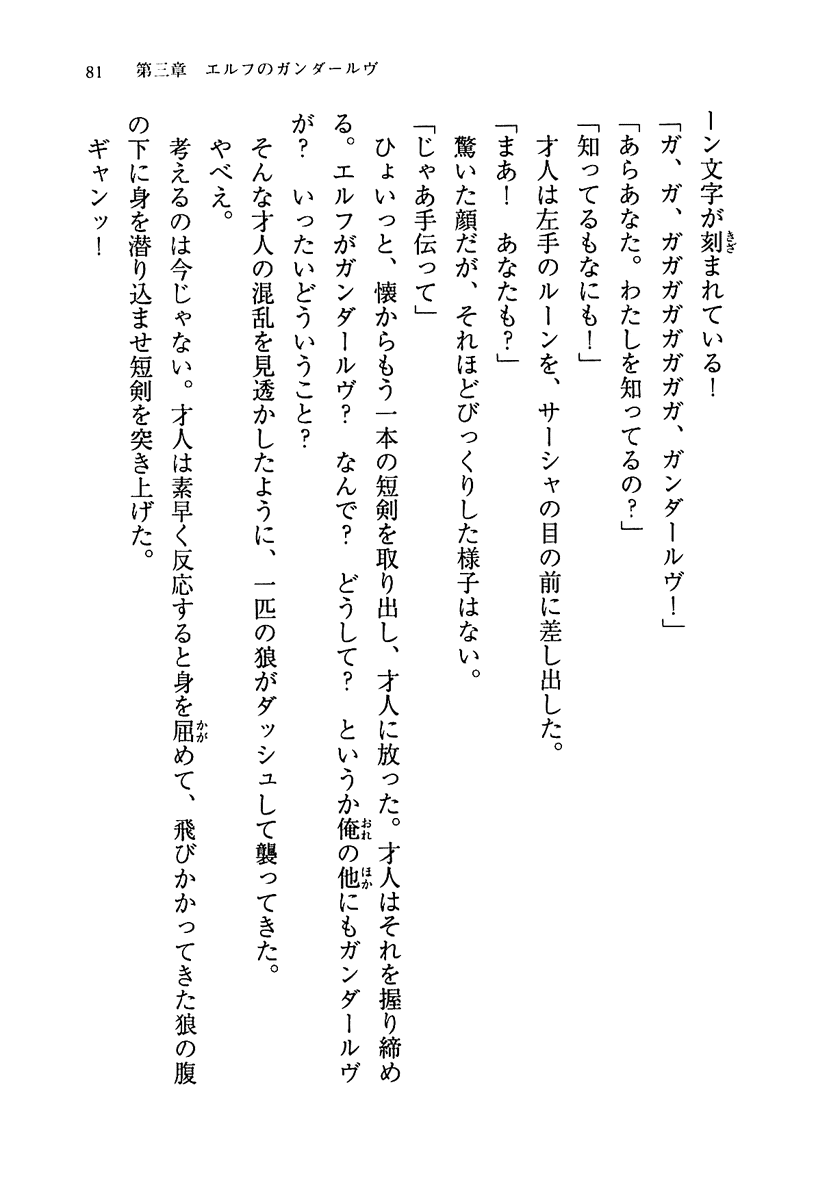 81　第三章　エルフのガンダールヴ
ーン文字が刻まれている！
「ガ、ガ、ガガガガガガガガ、ガンダールヴ！」
「あらあなた。わたしを知ってるの？」
「知ってるもなにも！」
才人は左手のルーンを、サーシャの目の前に差し出した。
「まあ！　あなたも？」
驚いた顔だが、それほどびっくりした様子はない。
「じゃあ手伝って」
ひょいっと、懐からもう一本の短剣を取り出し、才人に放った。才人はそれを握り締め
る。エルフがガンダールヴ？　なんで？　どうして？　というか俺の他にもガンダールヴ
が？　いったいどういうこと？
そんな才人の混乱を見透かしたように、一匹の狼がダッシュして襲ってきた。
やべえ。
考えるのは今じゃない。才人は素早く反応すると身を屈めて、飛びかかってきた狼の腹
の下に身を潜り込ませ短剣を突き上げた。
ギャンッ！